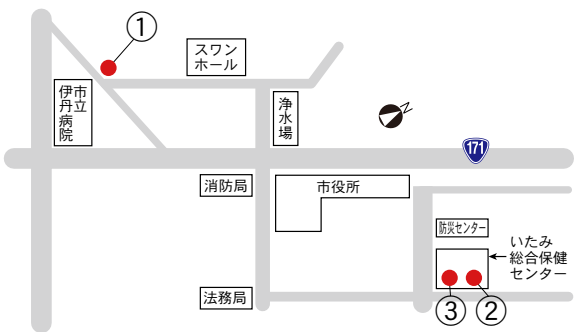 ①
スワン
ホール
市立
伊丹病院
浄水場
N
171
消防局
市役所
防災センター
いたみ
総合保健
センター
法務局
③
②